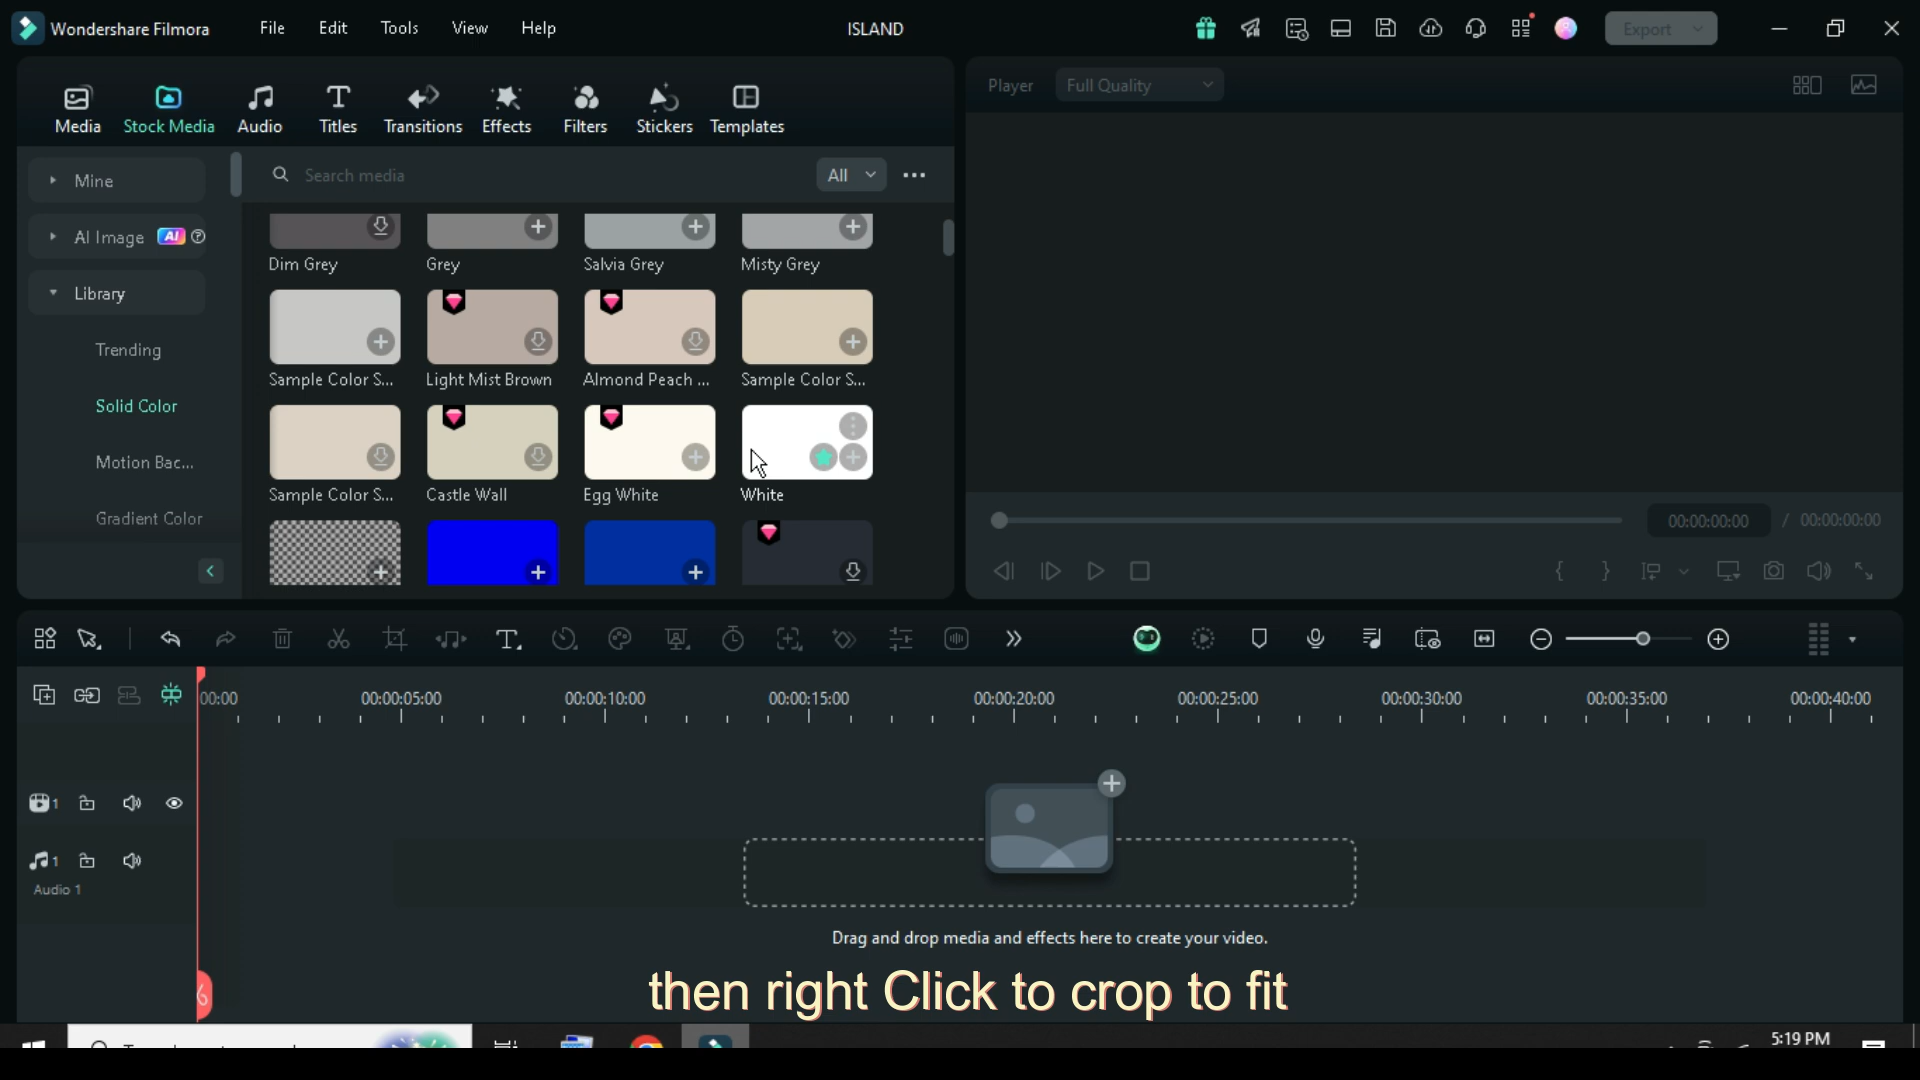 Wondershare Filmora
File
Edit
Tools
View
Help
ISLAND
Export
Media
Stock Media
Audio
Titles
Transitions
Effects
Filters
Stickers
Templates
Player
Full Quality
Mine
AI Image AI
Library
Trending
Solid Color
Motion Bac...
Gradient Color
Search media
All
Dim Grey
Grey
Salvia Grey
Misty Grey
Sample Color S...
Light Mist Brown
Almond Peach ...
Sample Color S...
Sample Color S...
Castle Wall
Egg White
White
00:00:00:00 / 00:00:00:00
00:00
00:00:05:00
00:00:10:00
00:00:15:00
00:00:20:00
00:00:25:00
00:00:30:00
00:00:35:00
00:00:40:00
1
1
Audio 1
Drag and drop media and effects here to create your video.
then right Click to crop to fit
5:19 PM